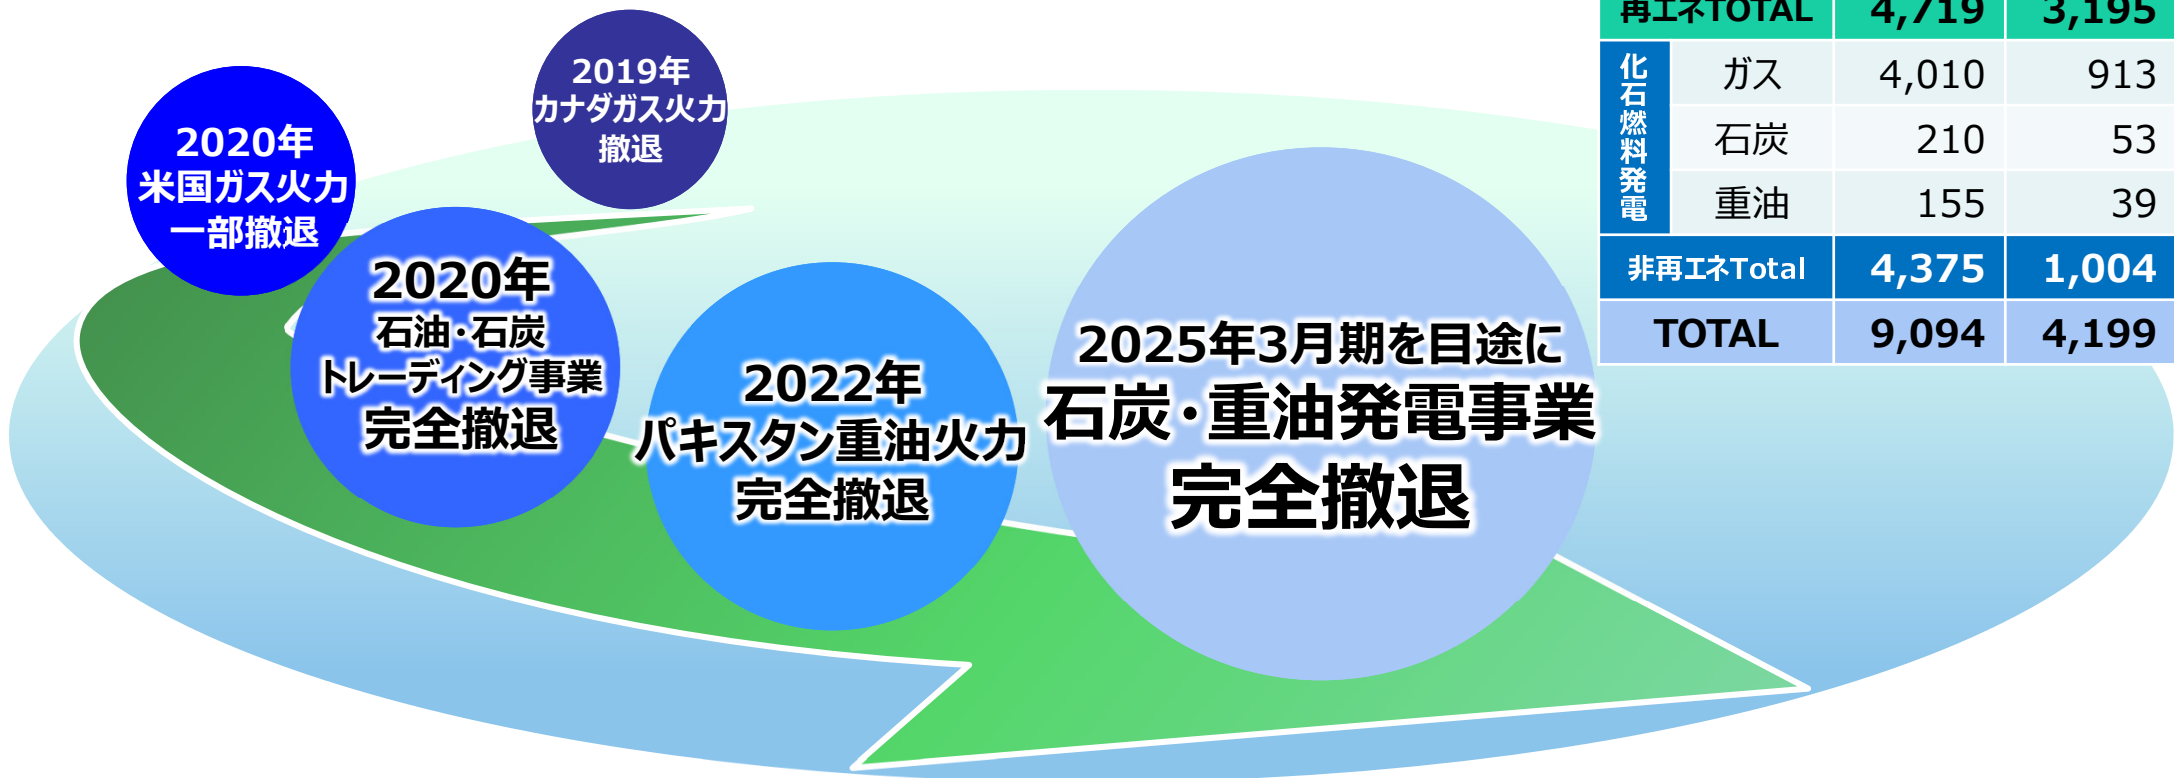 2019年
カナダガス火力
撤退
2020年
米国ガス火力
一部撤退
2020年
石油・石炭
トレーディング事業
完全撤退
2022年
パキスタン重油火力
完全撤退
2025年3月期を目途に
石炭・重油発電事業
完全撤退
再エネTOTAL 4,719 3,195
化石燃料発電
ガス 4,010 913
石炭 210 53
重油 155 39
非再エネTotal 4,375 1,004
TOTAL 9,094 4,199